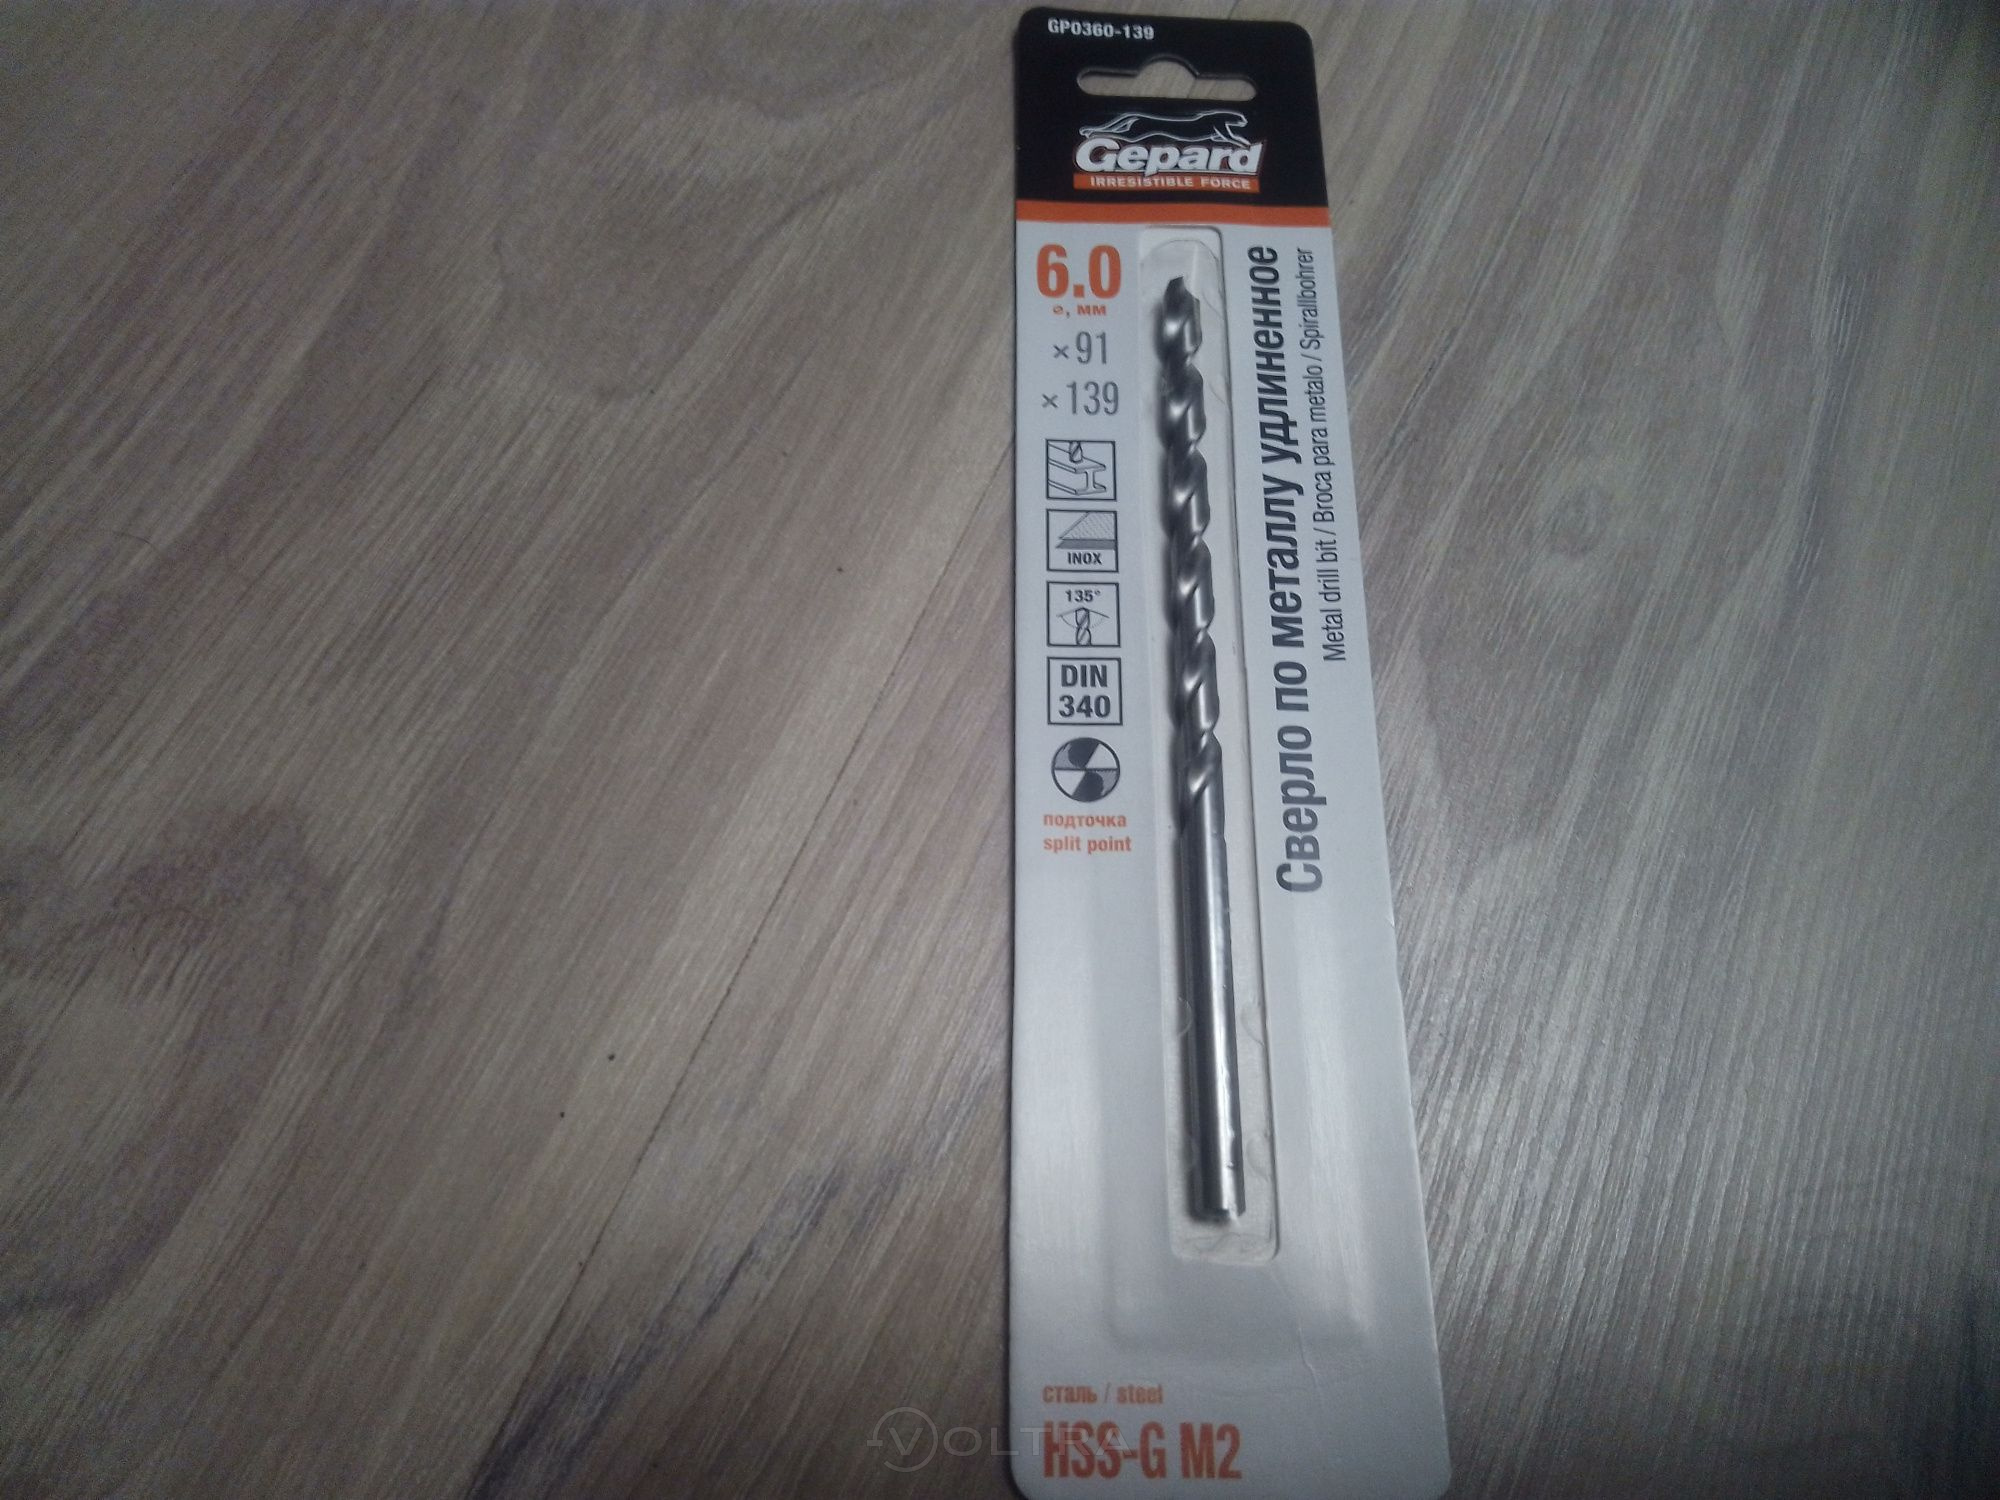 GP0360-139
Gepard
IRRESISTIBLE FORCE
6.0
⌀, мм
×91
×139
INOX
135°
DIN
340
подточка
split point
Сверло по металлу удлиненное
Metal drill bit / Broca para metalo / Spirallbohrer
сталь / steel
HSS-G M2
VOLTRA